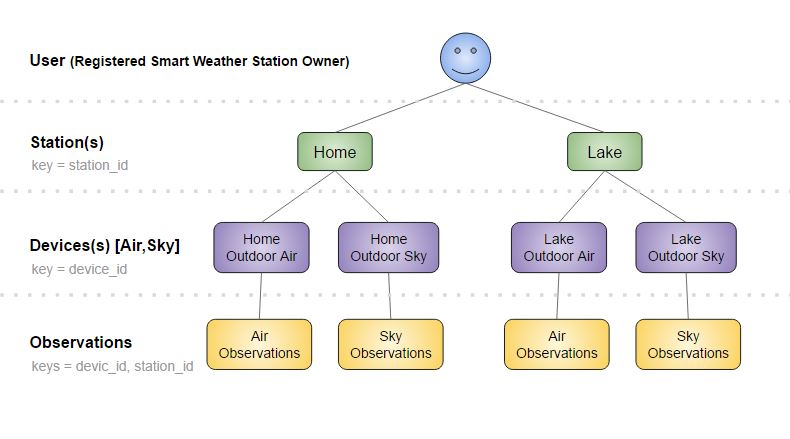 User (Registered Smart Weather Station Owner)
Station(s)
key = station_id
Home
Lake
Devices(s) [Air,Sky]
key = device_id
Home
Outdoor Air
Home
Outdoor Sky
Lake
Outdoor Air
Lake
Outdoor Sky
Observations
keys = devic_id, station_id
Air
Observations
Sky
Observations
Air
Observations
Sky
Observations